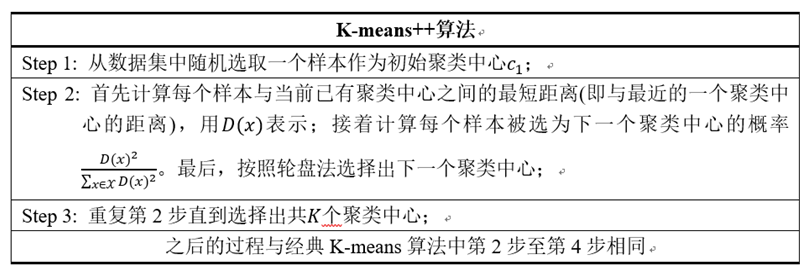 K-means++算法
Step 1: 从数据集中随机选取一个样本作为初始聚类中心c₁；
Step 2: 首先计算每个样本与当前已有聚类中心之间的最短距离(即与最近的一个聚类中
心的距离)，用D(x)表示；接着计算每个样本被选为下一个聚类中心的概率
D(x)²/∑x∈X D(x)²。最后，按照轮盘法选择出下一个聚类中心；
Step 3: 重复第 2 步直到选择出共K个聚类中心；
之后的过程与经典 K-means 算法中第 2 步至第 4 步相同